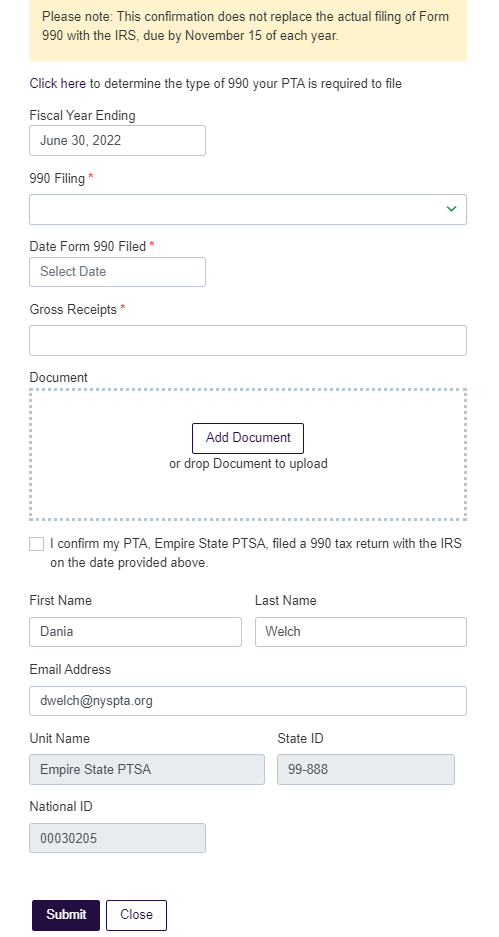 Please note: This confirmation does not replace the actual filing of Form
990 with the IRS, due by November 15 of each year.
Click here to determine the type of 990 your PTA is required to file
Fiscal Year Ending
June 30, 2022
990 Filing *
Date Form 990 Filed *
Select Date
Gross Receipts *
Document
Add Document
or drop Document to upload
I confirm my PTA, Empire State PTSA, filed a 990 tax return with the IRS
on the date provided above.
First Name Last Name
Dania Welch
Email Address
dwelch@nyspta.org
Unit Name State ID
Empire State PTSA 99-888
National ID
00030205
Submit Close